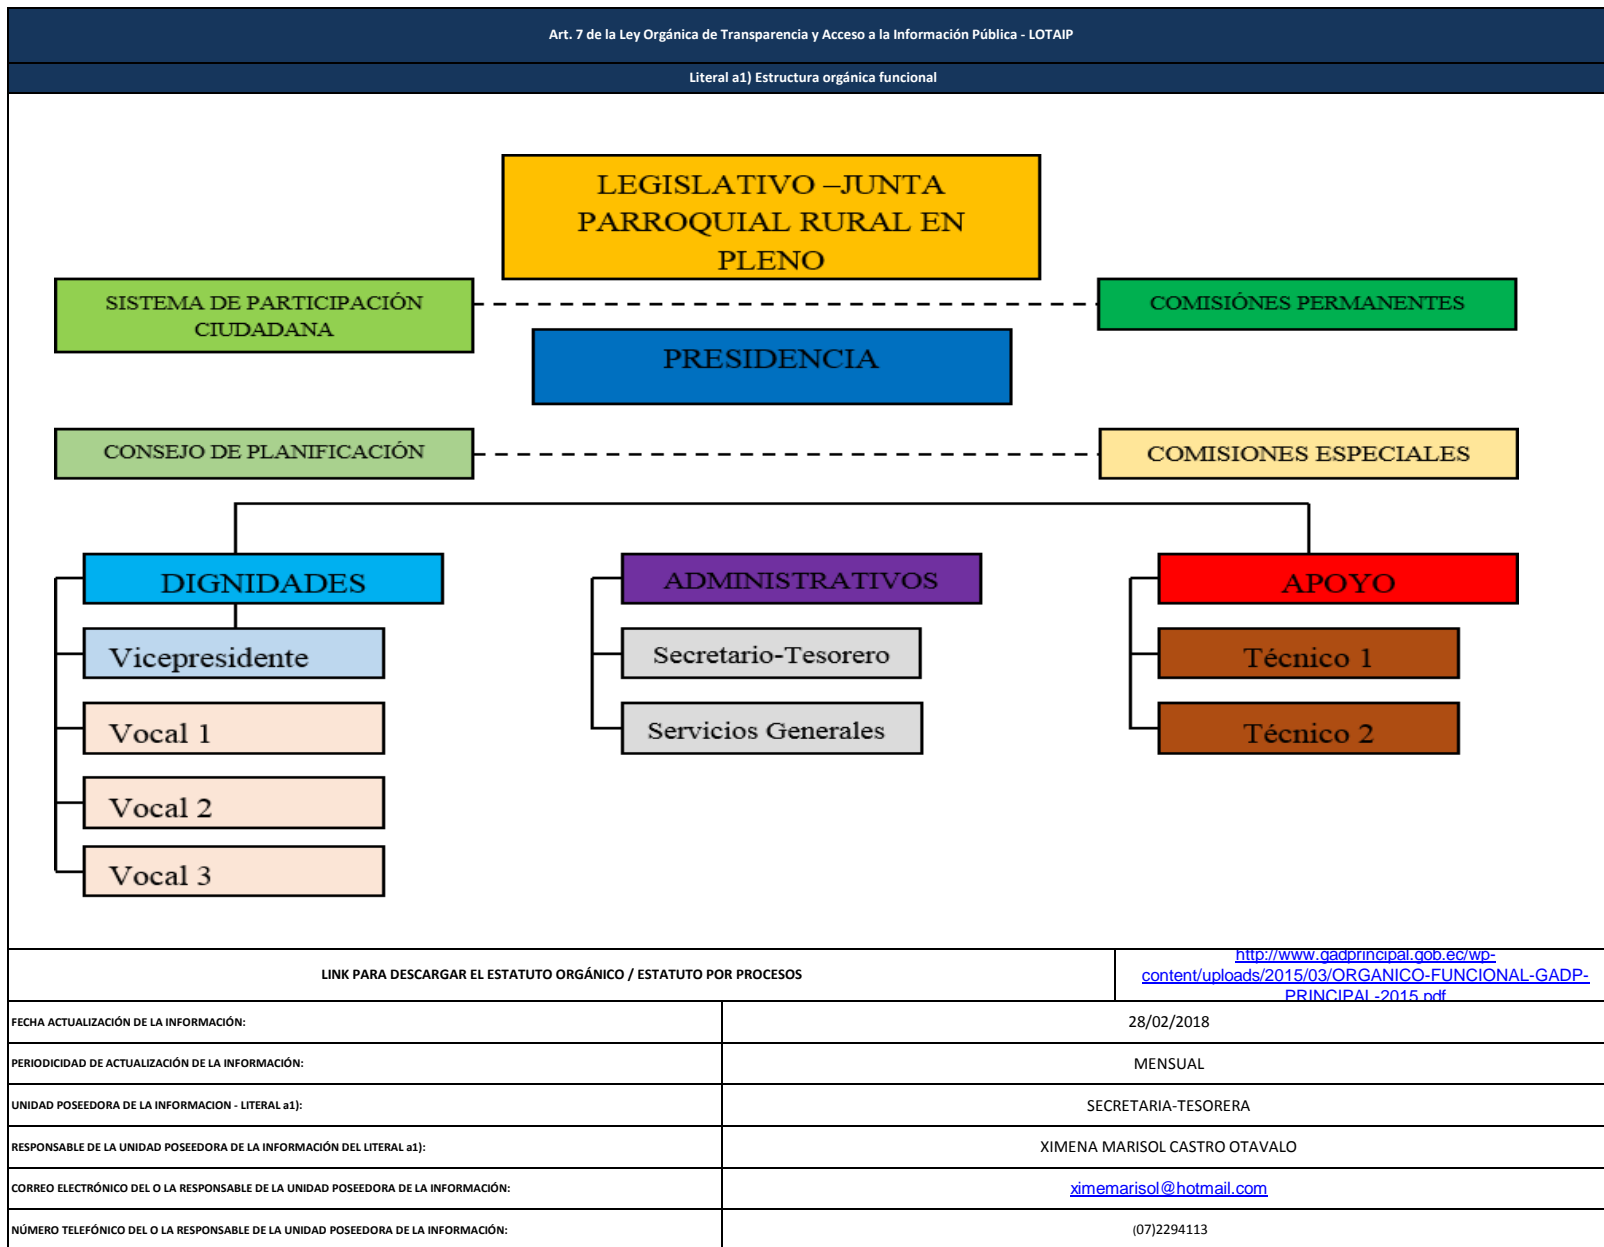 Art. 7 de la Ley Orgánica de Transparencia y Acceso a la Información Pública - LOTAIP
Literal a1) Estructura orgánica funcional
LEGISLATIVO –JUNTA
PARROQUIAL RURAL EN
PLENO
SISTEMA DE PARTICIPACIÓN
CIUDADANA
COMISIÓNES PERMANENTES
PRESIDENCIA
CONSEJO DE PLANIFICACIÓN
COMISIONES ESPECIALES
DIGNIDADES
ADMINISTRATIVOS
APOYO
Vicepresidente
Secretario-Tesorero
Técnico 1
Vocal 1
Servicios Generales
Técnico 2
Vocal 2
Vocal 3
LINK PARA DESCARGAR EL ESTATUTO ORGÁNICO / ESTATUTO POR PROCESOS
http://www.gadprincipal.gob.ec/wp-
content/uploads/2015/03/ORGANICO-FUNCIONAL-GADP-
PRINCIPAL-2015.pdf
FECHA ACTUALIZACIÓN DE LA INFORMACIÓN:
28/02/2018
PERIODICIDAD DE ACTUALIZACIÓN DE LA INFORMACIÓN:
MENSUAL
UNIDAD POSEEDORA DE LA INFORMACION - LITERAL a1):
SECRETARIA-TESORERA
RESPONSABLE DE LA UNIDAD POSEEDORA DE LA INFORMACIÓN DEL LITERAL a1):
XIMENA MARISOL CASTRO OTAVALO
CORREO ELECTRÓNICO DEL O LA RESPONSABLE DE LA UNIDAD POSEEDORA DE LA INFORMACIÓN:
ximemarisol@hotmail.com
NÚMERO TELEFÓNICO DEL O LA RESPONSABLE DE LA UNIDAD POSEEDORA DE LA INFORMACIÓN:
(07)2294113